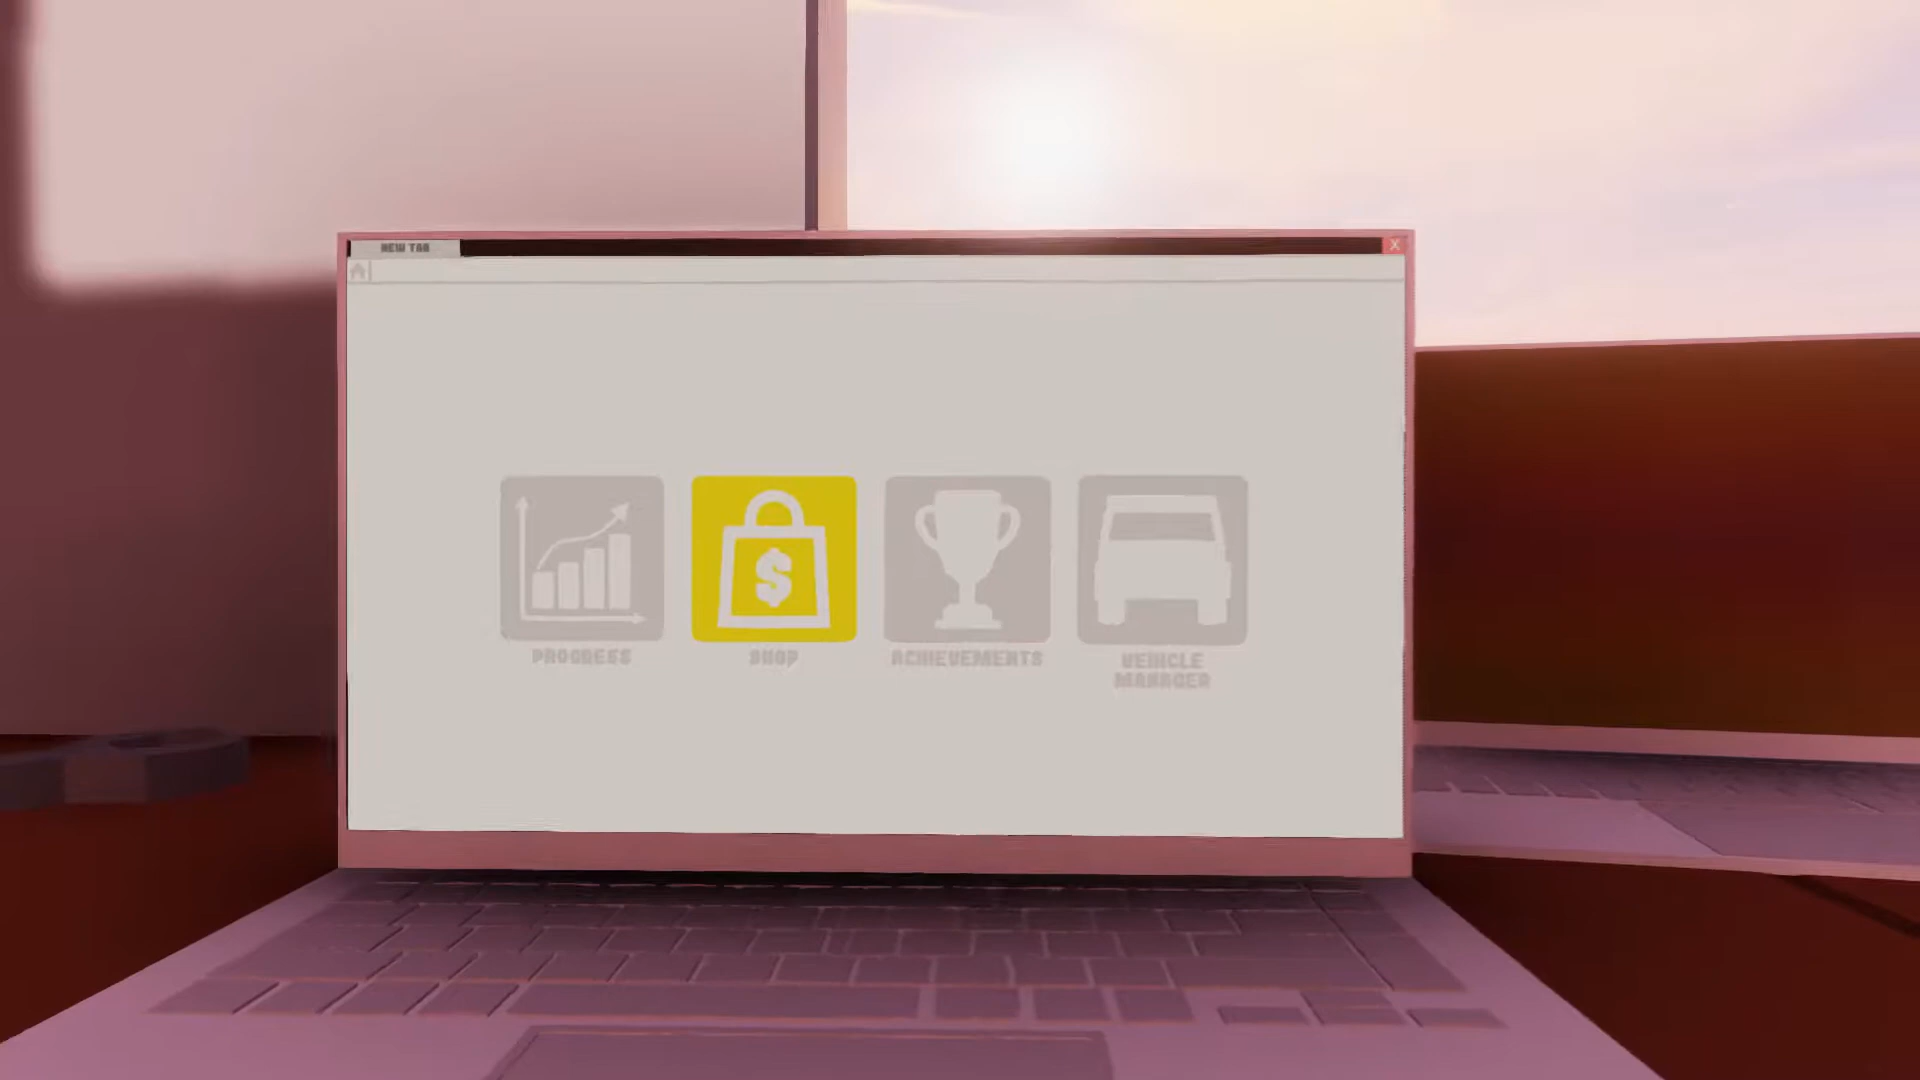 NEW TAB
X
$
PROGRESS
SHOP
ACHIEVEMENTS
VEHICLE
MANAGER